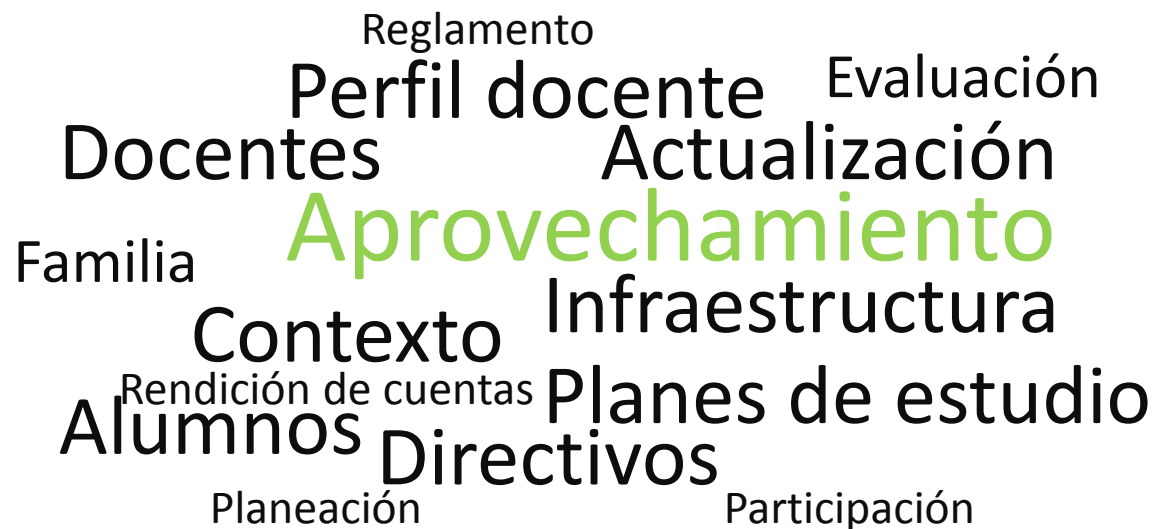 Reglamento
Perfil docente
Evaluación
Docentes
Actualización
Aprovechamiento
Familia
Infraestructura
Contexto
Rendición de cuentas
Planes de estudio
Alumnos
Directivos
Planeación
Participación